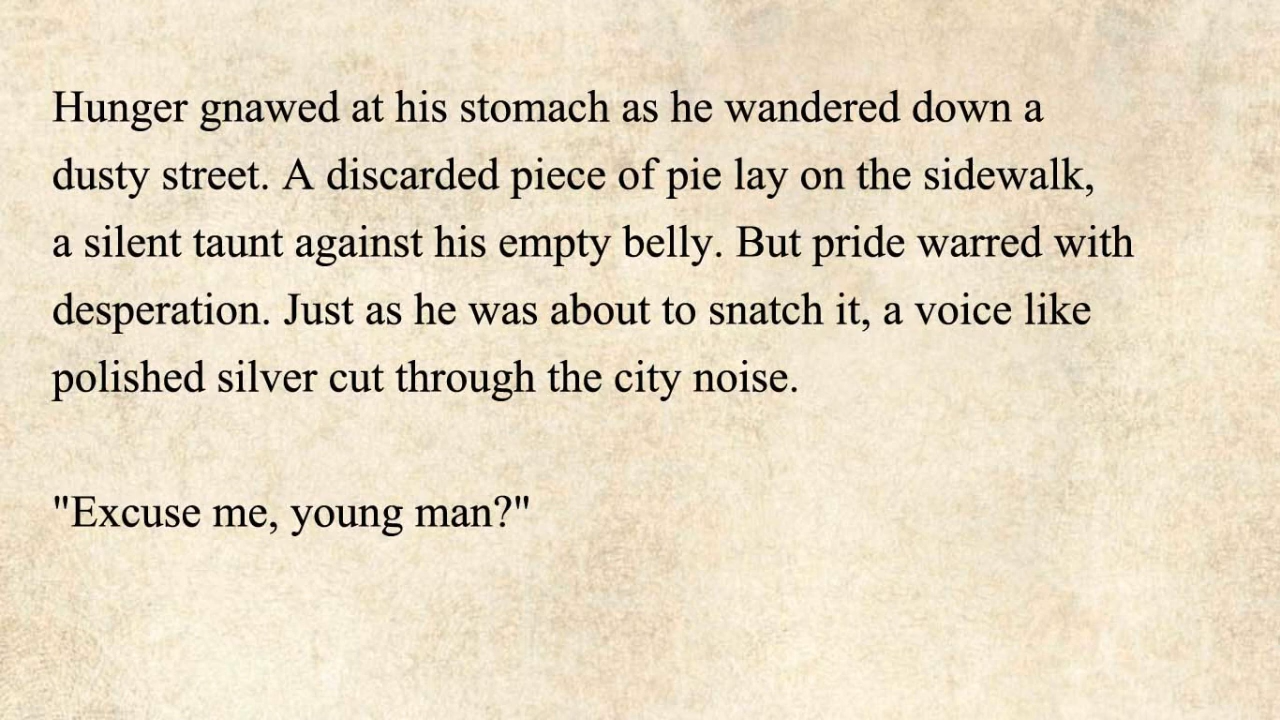 Hunger gnawed at his stomach as he wandered down a
dusty street. A discarded piece of pie lay on the sidewalk,
a silent taunt against his empty belly. But pride warred with
desperation. Just as he was about to snatch it, a voice like
polished silver cut through the city noise.
"Excuse me, young man?"